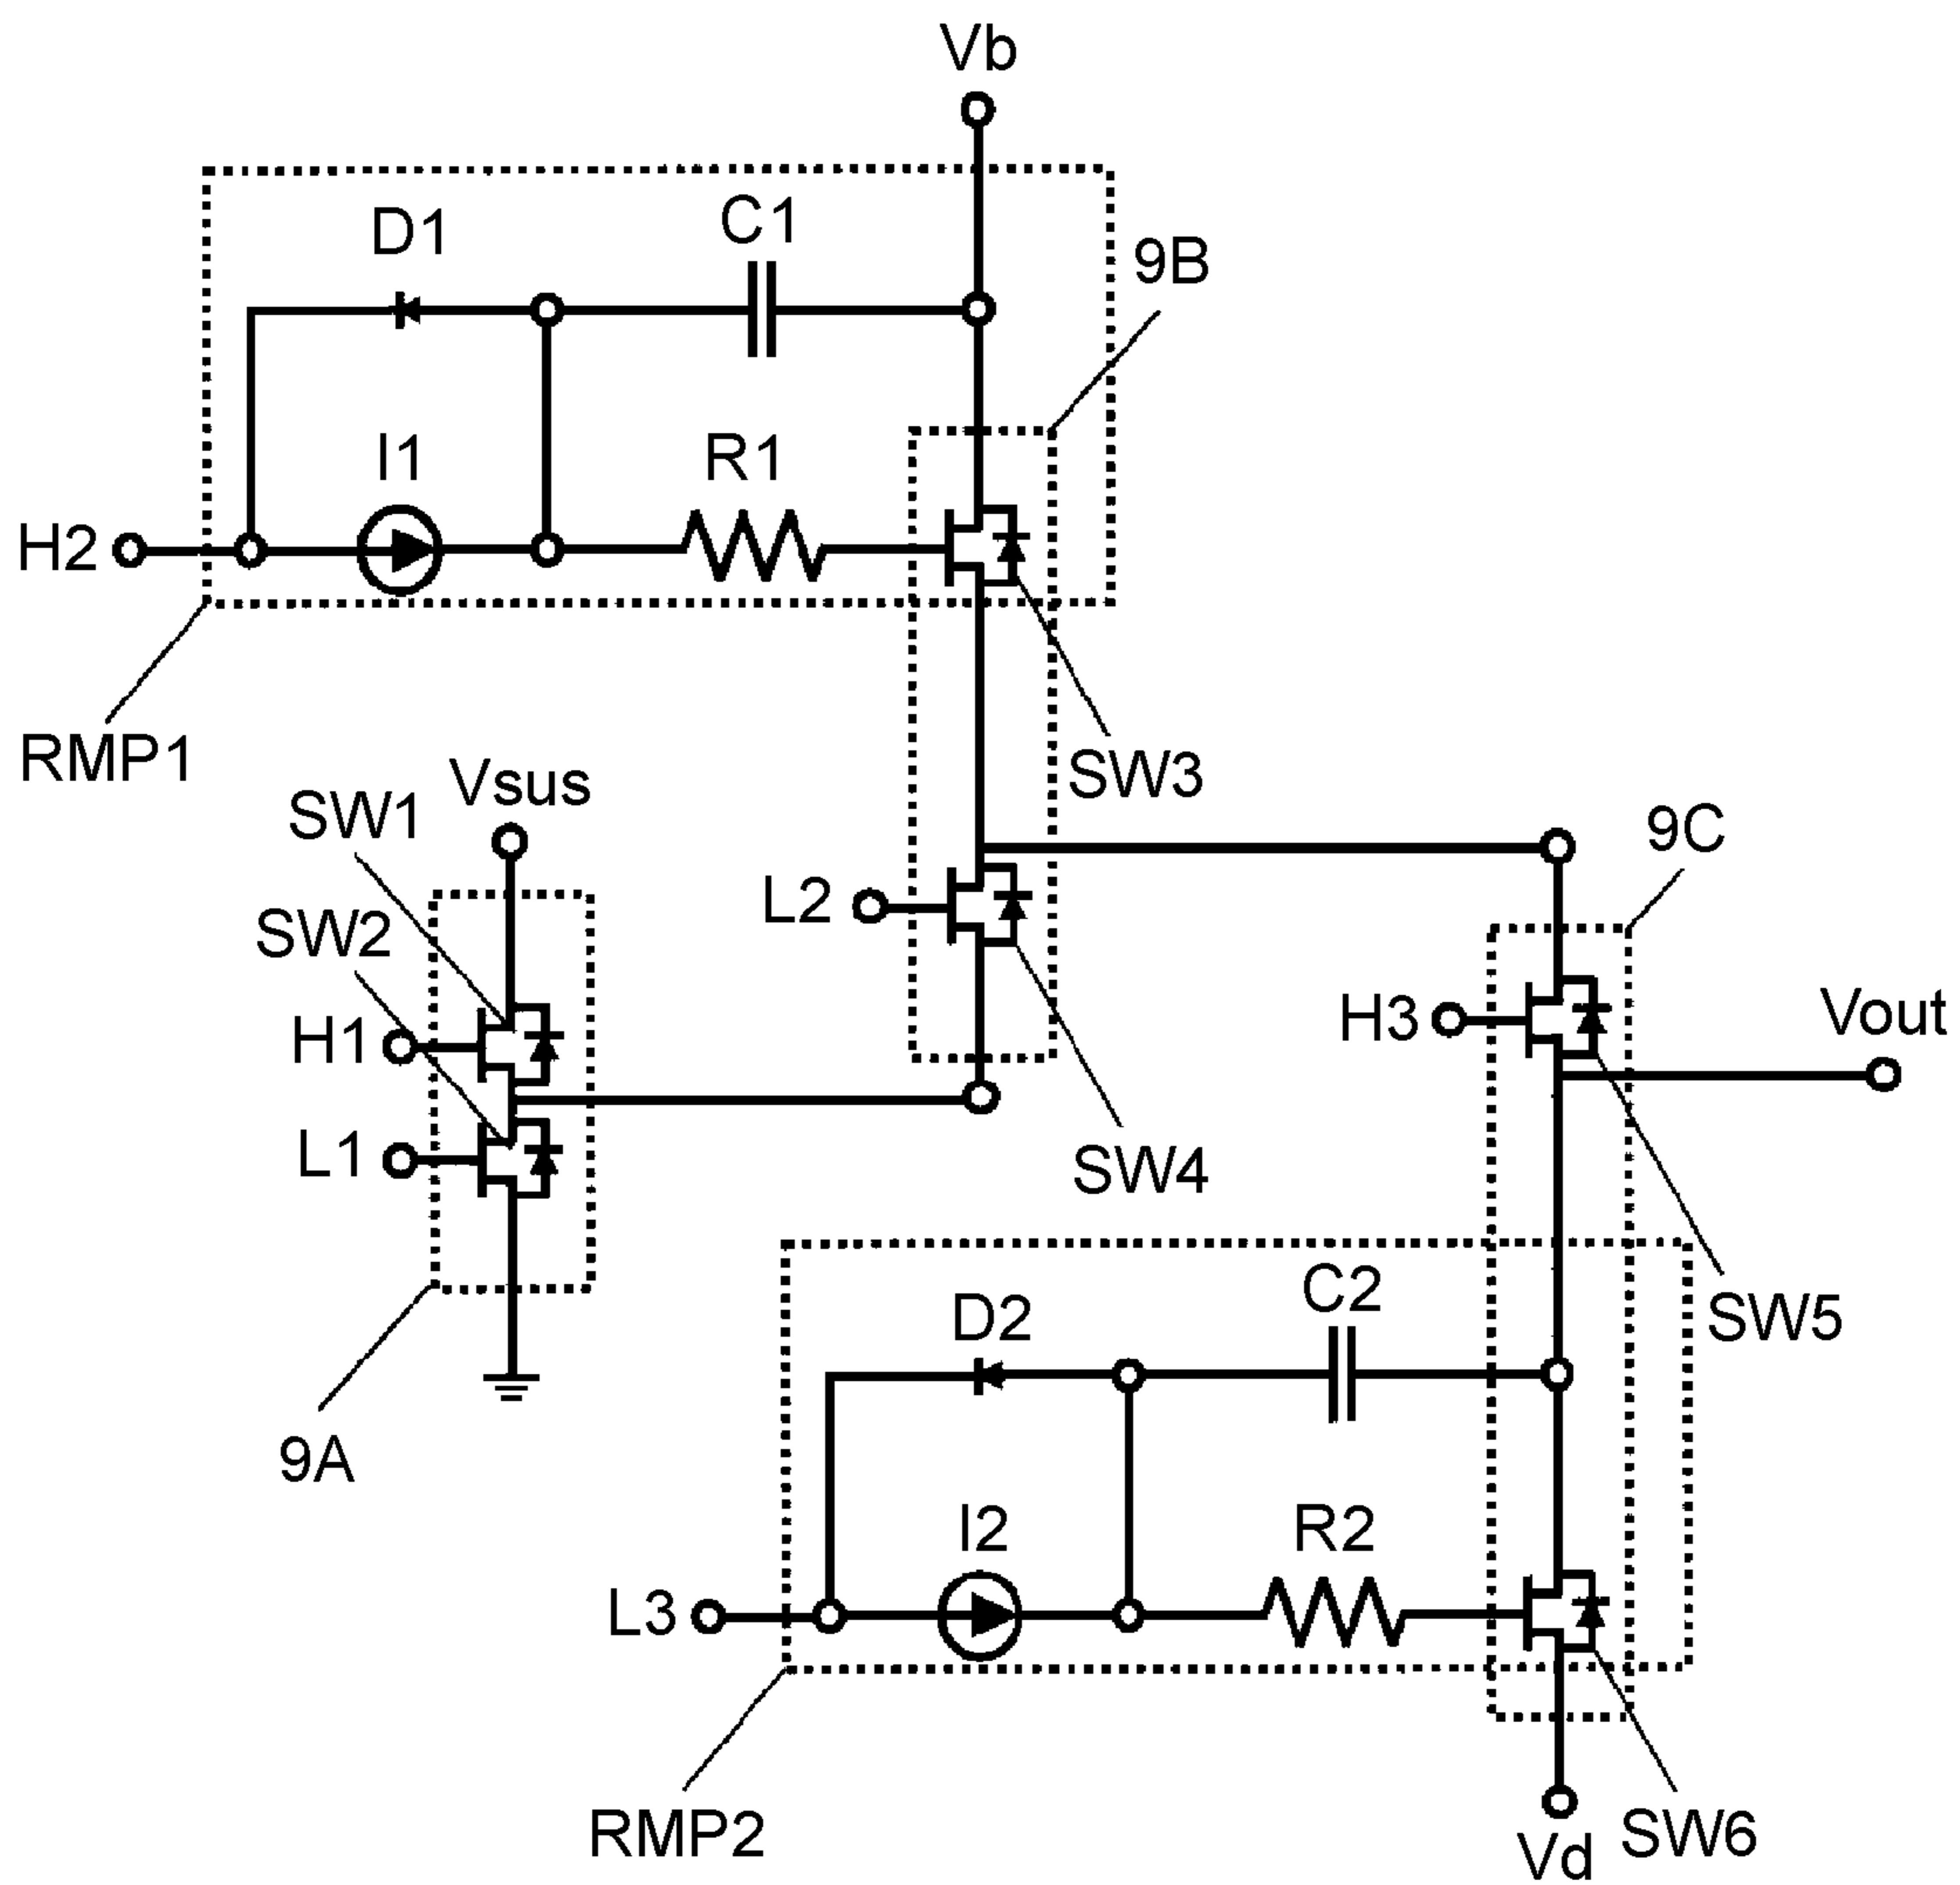 Vb
D1
C1
9B
I1
R1
H2
RMP1
SW3
Vsus
SW1
9C
L2
SW2
H3
Vout
H1
L1
SW4
C2
D2
SW5
9A
I2
R2
L3
RMP2
SW6
Vd